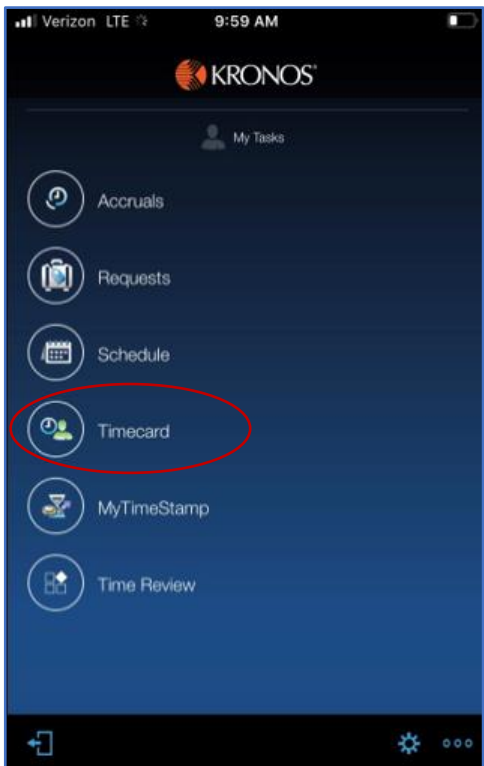 Verizon LTE 9:59 AM
KRONOS®
My Tasks
Accruals
Requests
Schedule
Timecard
MyTimeStamp
Time Review